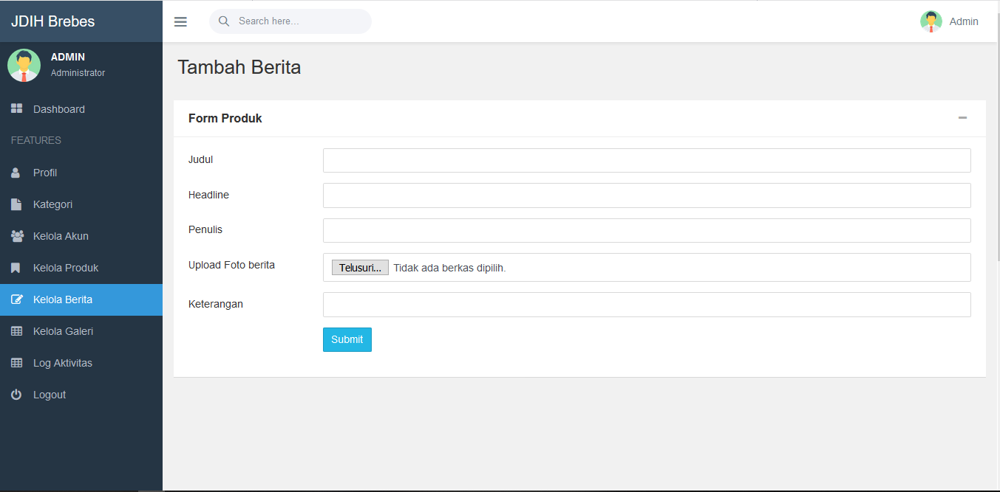 JDIH Brebes
Search here...
Admin
ADMIN
Administrator
Dashboard
FEATURES
Profil
Kategori
Kelola Akun
Kelola Produk
Kelola Berita
Kelola Galeri
Log Aktivitas
Logout
Tambah Berita
Form Produk
Judul
Headline
Penulis
Upload Foto berita
Telusuri... Tidak ada berkas dipilih.
Keterangan
Submit